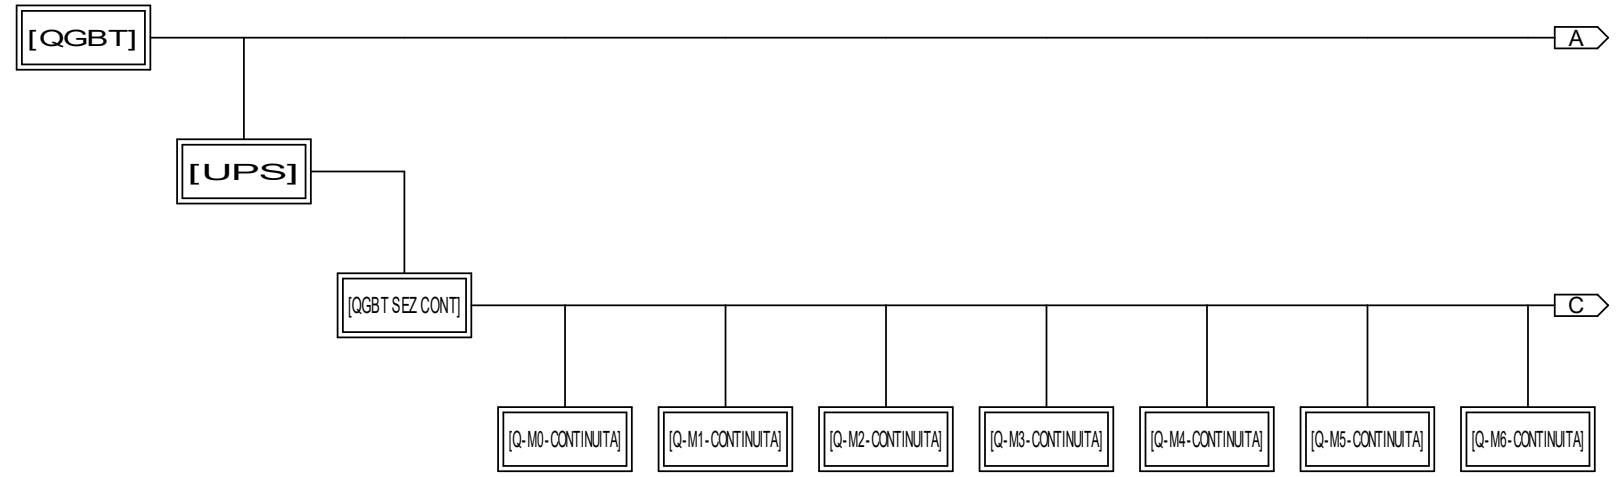 [QGBT]
A
[UPS]
[QGBT SEZ CONT]
C
[Q-M0-CONTINUITA]
[Q-M1-CONTINUITA]
[Q-M2-CONTINUITA]
[Q-M3-CONTINUITA]
[Q-M4-CONTINUITA]
[Q-M5-CONTINUITA]
[Q-M6-CONTINUITA]